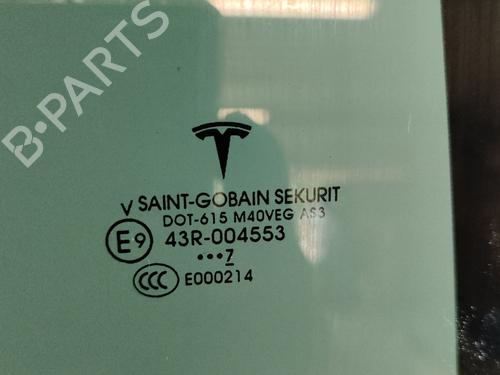 B-PARTS
V SAINT-GOBAIN SEKURIT
DOT-615 M40VEG AS3
E9 43R-004553
•••7
CCC E000214